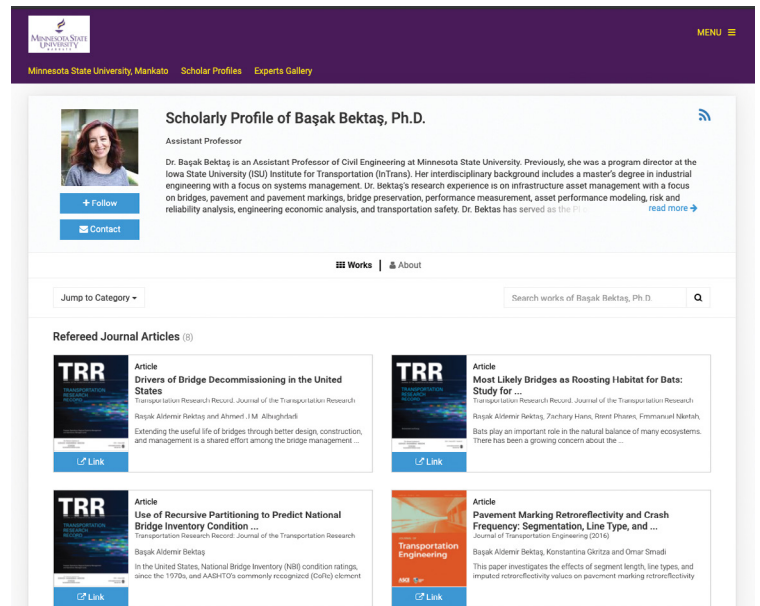 MINNESOTA STATE
UNIVERSITY
MANKATO
MENU
Minnesota State University, Mankato Scholar Profiles Experts Gallery
Scholarly Profile of Başak Bektaş, Ph.D.
Assistant Professor
Dr. Başak Bektaş is an Assistant Professor of Civil Engineering at Minnesota State University. Previously, she was a program director at the
Iowa State University (ISU) Institute for Transportation (InTrans). Her interdisciplinary background includes a master's degree in industrial
engineering with a focus on systems management. Dr. Bektaş's research experience is on infrastructure asset management with a focus
on bridges, pavement and pavement markings, bridge preservation, performance measurement, asset performance modeling, risk and
reliability analysis, engineering economic analysis, and transportation safety. Dr. Bektas has served as the PI read more
+ Follow
Contact
Works | About
Jump to Category
Search works of Başak Bektaş, Ph.D.
Refereed Journal Articles (8)
TRR
TRANSPORTATION
RESEARCH
RECORD
Link
Article
Drivers of Bridge Decommissioning in the United
States
Transportation Research Record: Journal of the Transportation Research
Başak Aldemir Bektaş and Ahmed .I.M. Albughdadi
Extending the useful life of bridges through better design, construction,
and management is a shared effort among the bridge management ...
TRR
TRANSPORTATION
RESEARCH
RECORD
Link
Article
Most Likely Bridges as Roosting Habitat for Bats:
Study for ...
Transportation Research Record: Journal of the Transportation Research
Başak Aldemir Bektaş, Zachary Hans, Brent Phares, Emmanuel Nketah,
Bats play an important role in the natural balance of many ecosystems.
There has been a growing concern about the ...
TRR
TRANSPORTATION
RESEARCH
RECORD
Link
Article
Use of Recursive Partitioning to Predict National
Bridge Inventory Condition ...
Transportation Research Record: Journal of the Transportation Research
Başak Aldemir Bektaş
In the United States, National Bridge Inventory (NBI) condition ratings,
since the 1970s, and AASHTO's commonly recognized (CoRe) element
Transportation
Engineering
Link
Article
Pavement Marking Retroreflectivity and Crash
Frequency: Segmentation, Line Type, and ...
Journal of Transportation Engineering (2016)
Başak Aldemir Bektaş, Konstantina Gkritza and Omar Smadi
This paper investigates the effects of segment length, line types, and
imputed retroreflectivity values on pavement marking retroreflectivity